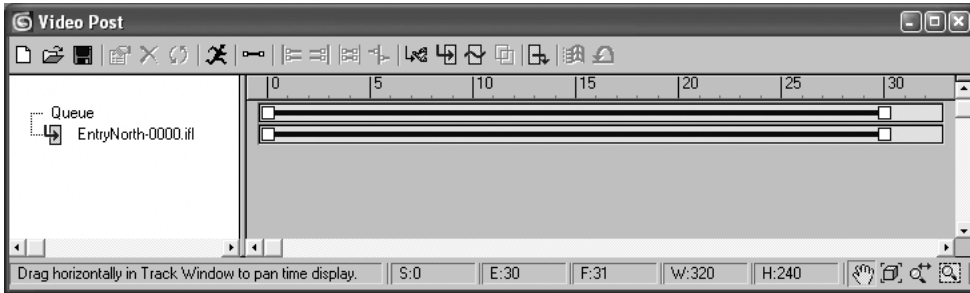 Video Post
0 5 10 15 20 25 30
Queue
EntryNorth-0000.ifl
Drag horizontally in Track Window to pan time display. S:0 E:30 F:31 W:320 H:240